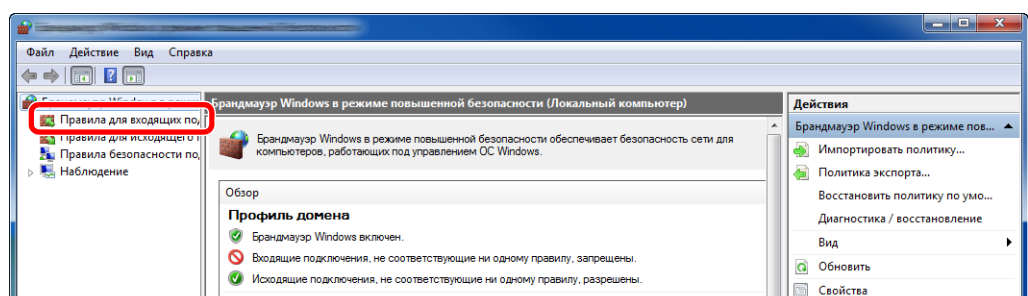 Файл Действие Вид Справка
Правила для входящих по,
Правила для исходящего т
Правила безопасности по,
Наблюдение
Брандмауэр Windows в режиме повышенной безопасности (Локальный компьютер)
Брандмауэр Windows в режиме повышенной безопасности обеспечивает безопасность сети для
компьютеров, работающих под управлением ОС Windows.
Обзор
Профиль домена
Брандмауэр Windows включен.
Входящие подключения, не соответствующие ни одному правилу, запрещены.
Исходящие подключения, не соответствующие ни одному правилу, разрешены.
Действия
Брандмауэр Windows в режиме пов...
Импортировать политику...
Политика экспорта...
Восстановить политику по умо...
Диагностика / восстановление
Вид
Обновить
Свойства